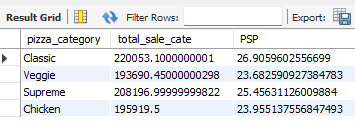 Result Grid Filter Rows: Export:
pizza_category total_sale_cate PSP
Classic 220053.1000000001 26.9059602556699
Veggie 193690.45000000298 23.682590927384783
Supreme 208196.99999999822 25.45631126009884
Chicken 195919.5 23.955137556847493